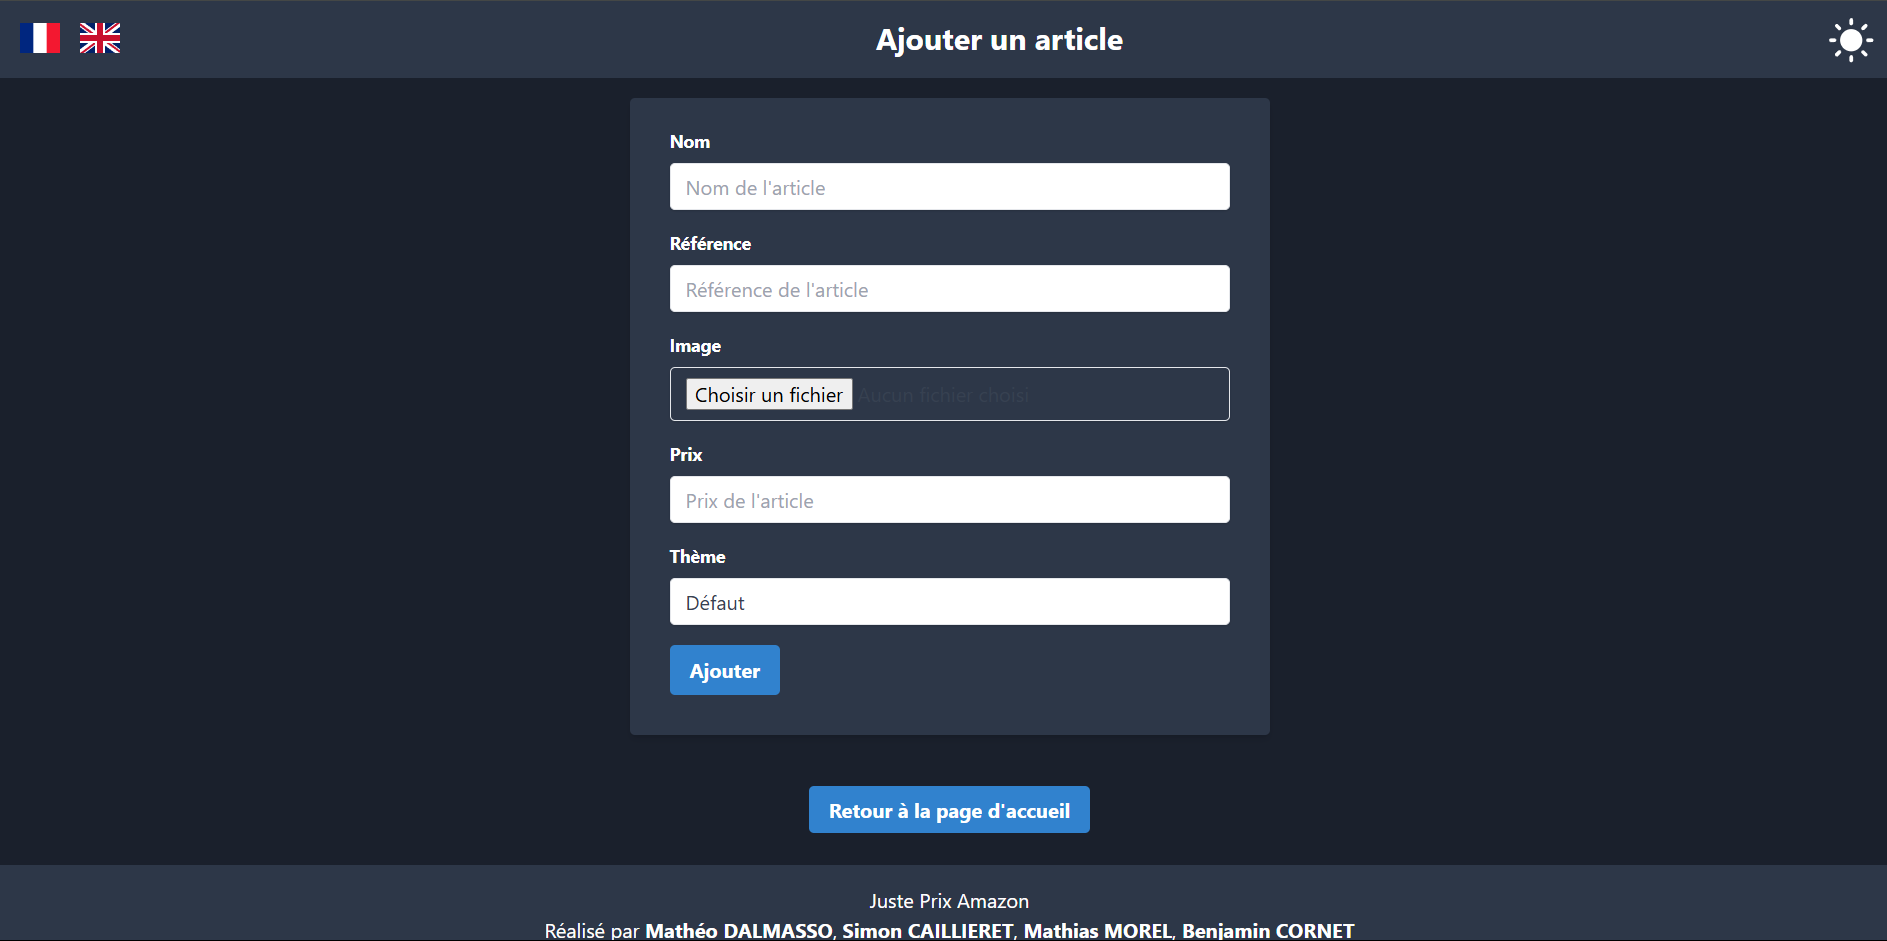 Ajouter un article
Nom
Nom de l'article
Référence
Référence de l'article
Image
Choisir un fichier Aucun fichier choisi
Prix
Prix de l'article
Thème
Défaut
Ajouter
Retour à la page d'accueil
Juste Prix Amazon
Réalisé par Mathéo DALMASSO, Simon CAILLIERET, Mathias MOREL, Benjamin CORNET